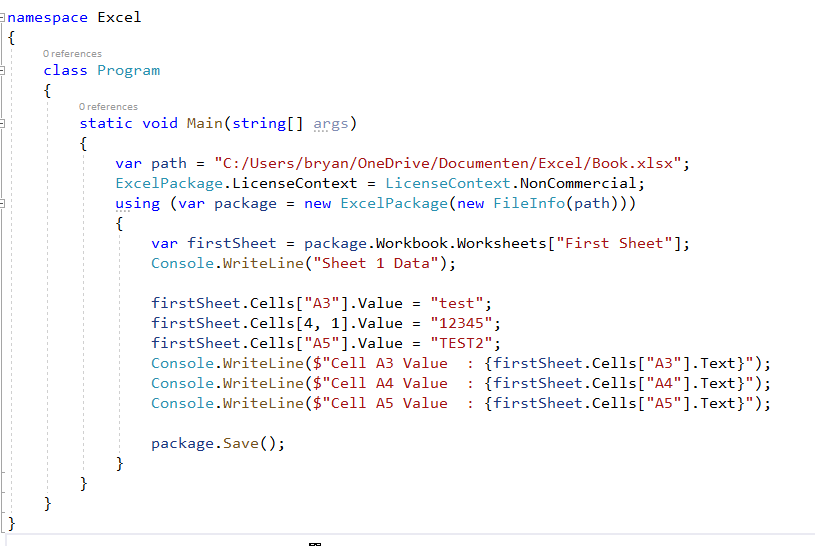 namespace Excel
{
0 references
class Program
{
0 references
static void Main(string[] args)
{
var path = "C:/Users/bryan/OneDrive/Documenten/Excel/Book.xlsx";
ExcelPackage.LicenseContext = LicenseContext.NonCommercial;
using (var package = new ExcelPackage(new FileInfo(path)))
{
var firstSheet = package.Workbook.Worksheets["First Sheet"];
Console.WriteLine("Sheet 1 Data");
firstSheet.Cells["A3"].Value = "test";
firstSheet.Cells[4, 1].Value = "12345";
firstSheet.Cells["A5"].Value = "TEST2";
Console.WriteLine($"Cell A3 Value  : {firstSheet.Cells["A3"].Text}");
Console.WriteLine($"Cell A4 Value  : {firstSheet.Cells["A4"].Text}");
Console.WriteLine($"Cell A5 Value  : {firstSheet.Cells["A5"].Text}");
package.Save();
}
}
}
}